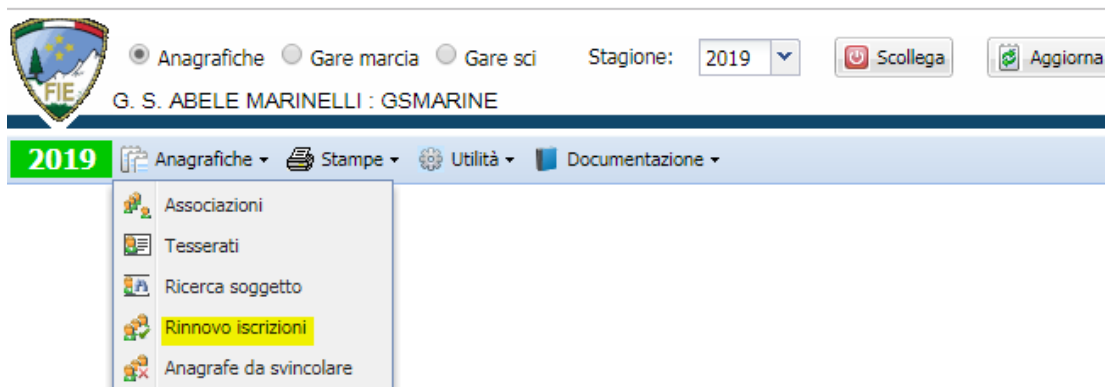 Anagrafiche Gare marcia Gare sci Stagione: 2019 Scollega Aggiorna
FIE
G. S. ABELE MARINELLI : GSMARINE
2019 Anagrafiche Stampe Utilità Documentazione
Associazioni
Tesserati
Ricerca soggetto
Rinnovo iscrizioni
Anagrafe da svincolare